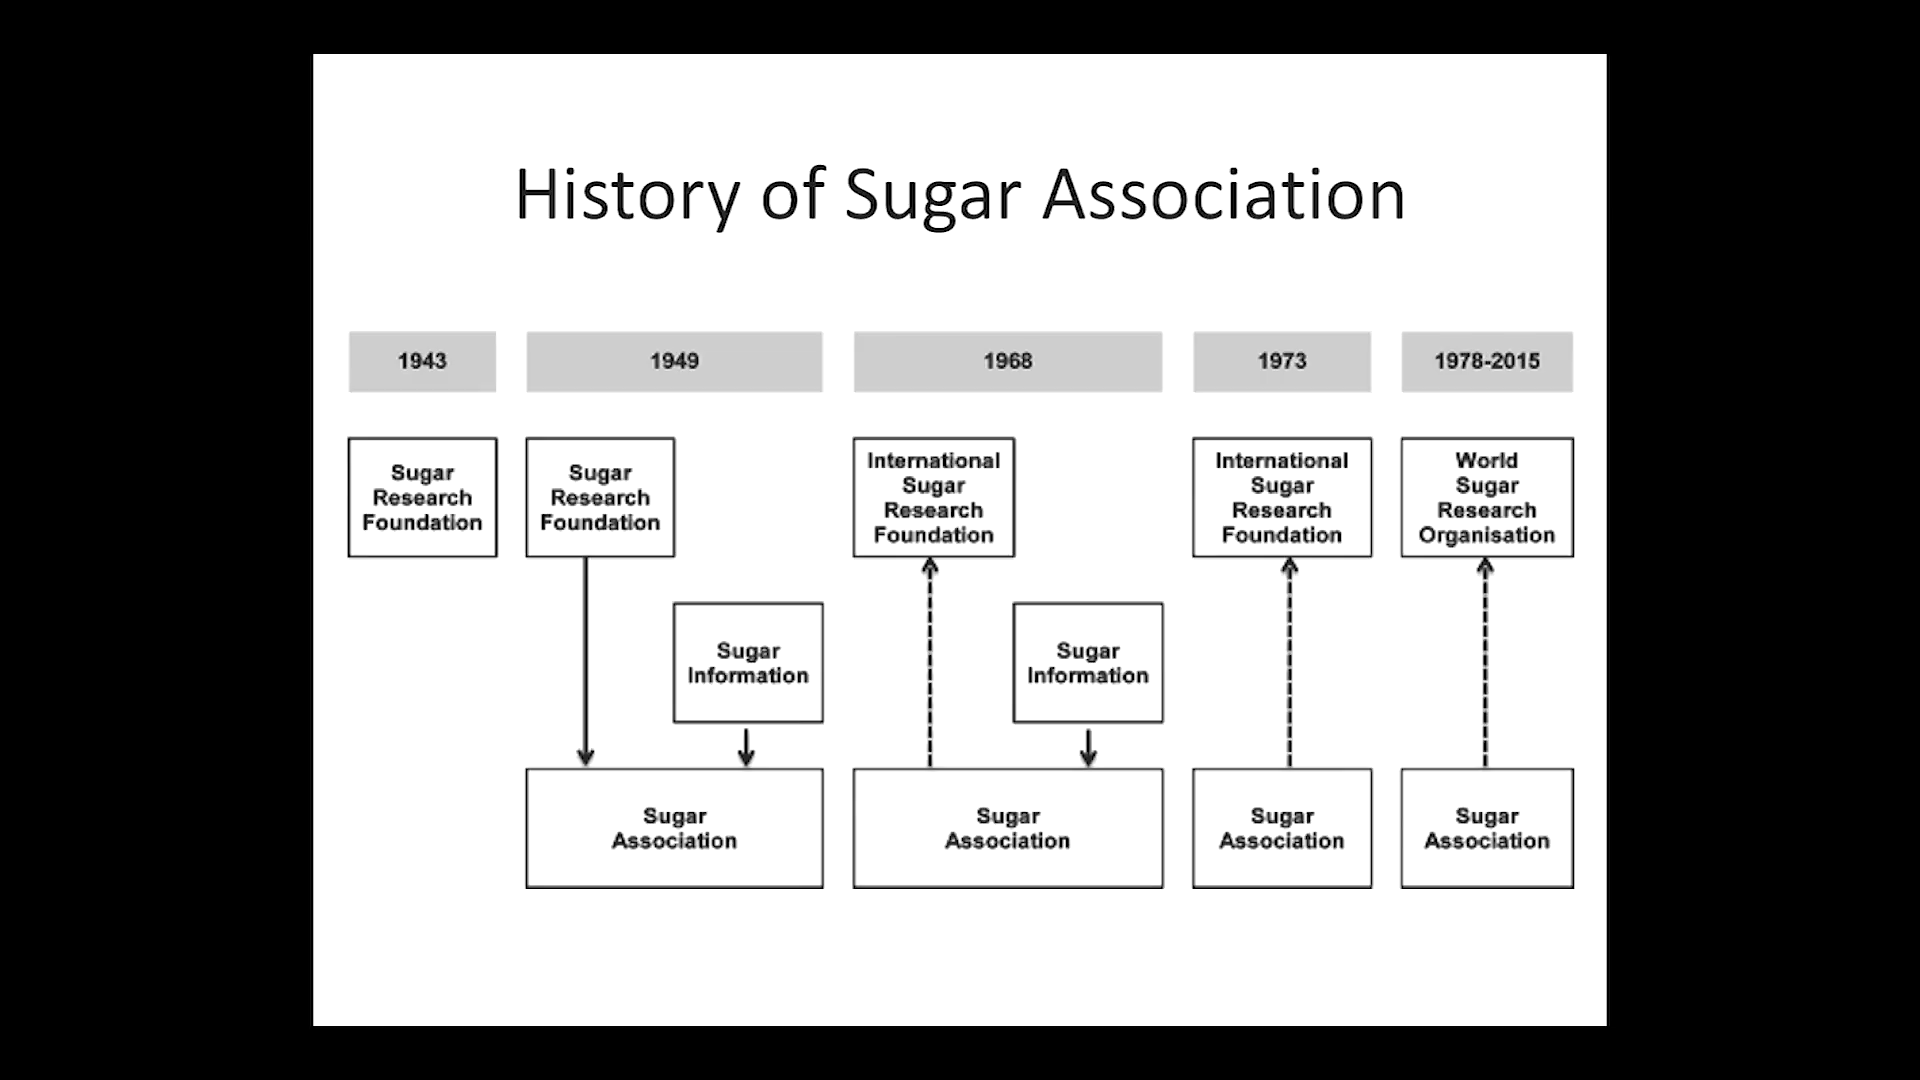 History of Sugar Association
1943
1949
1968
1973
1978-2015
Sugar
Research
Foundation
Sugar
Research
Foundation
International
Sugar
Research
Foundation
International
Sugar
Research
Foundation
World
Sugar
Research
Organisation
Sugar
Information
Sugar
Information
Sugar
Association
Sugar
Association
Sugar
Association
Sugar
Association